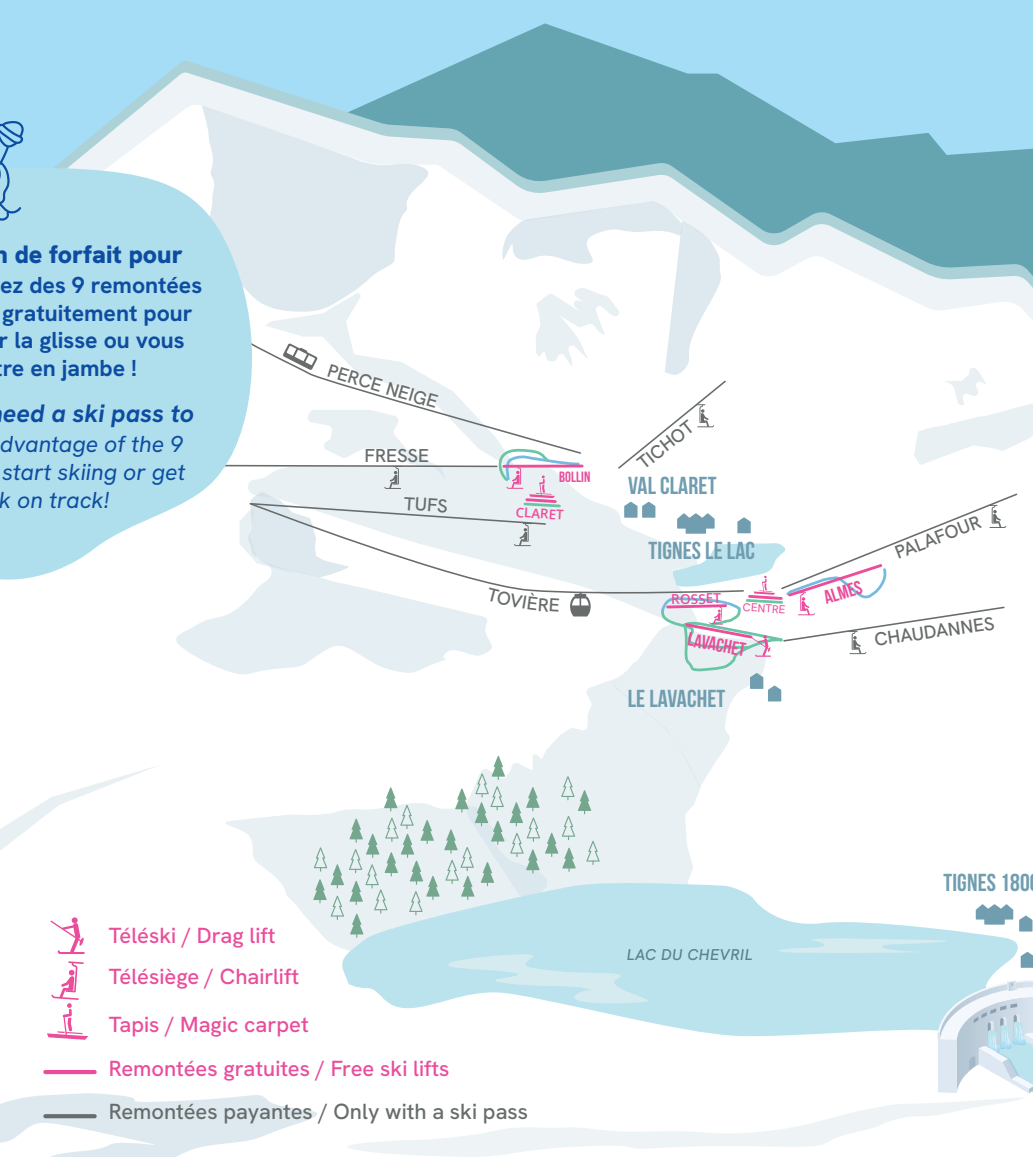 n de forfait pour
ez des 9 remontées
gratuitement pour
r la glisse ou vous
tre en jambe !
need a ski pass to
dvantage of the 9
start skiing or get
k on track!
PERCE NEIGE
TICHOT
FRESSE
BOLLIN
VAL CLARET
TUFS
CLARET
PALAFOUR
TIGNES LE LAC
TOVIÈRE
ROSSET
CENTRE
ALMES
CHAUDANNES
LAVACHET
LE LAVACHET
TIGNES 1800
LAC DU CHEVRIL
Téléski / Drag lift
Télésiège / Chairlift
Tapis / Magic carpet
Remontées gratuites / Free ski lifts
Remontées payantes / Only with a ski pass